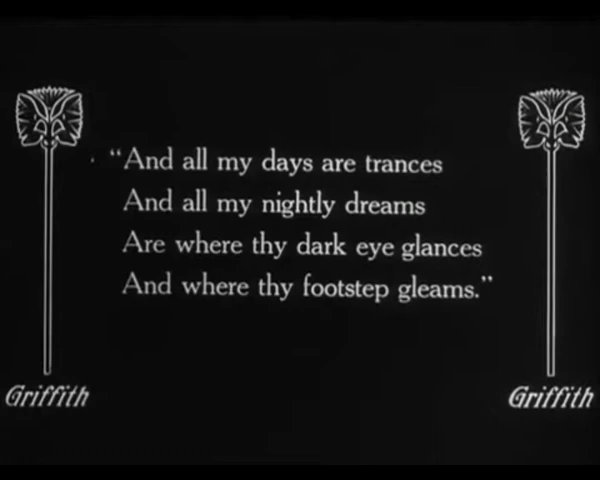 “And all my days are trances
And all my nightly dreams
Are where thy dark eye glances
And where thy footstep gleams.”
Griffith
Griffith